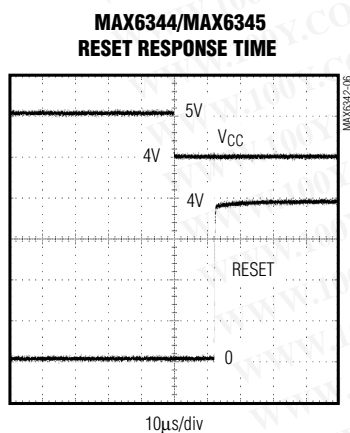 MAX6344/MAX6345
RESET RESPONSE TIME
MAX6342-06
5V
VCC
4V
4V
RESET
0
10µs/div